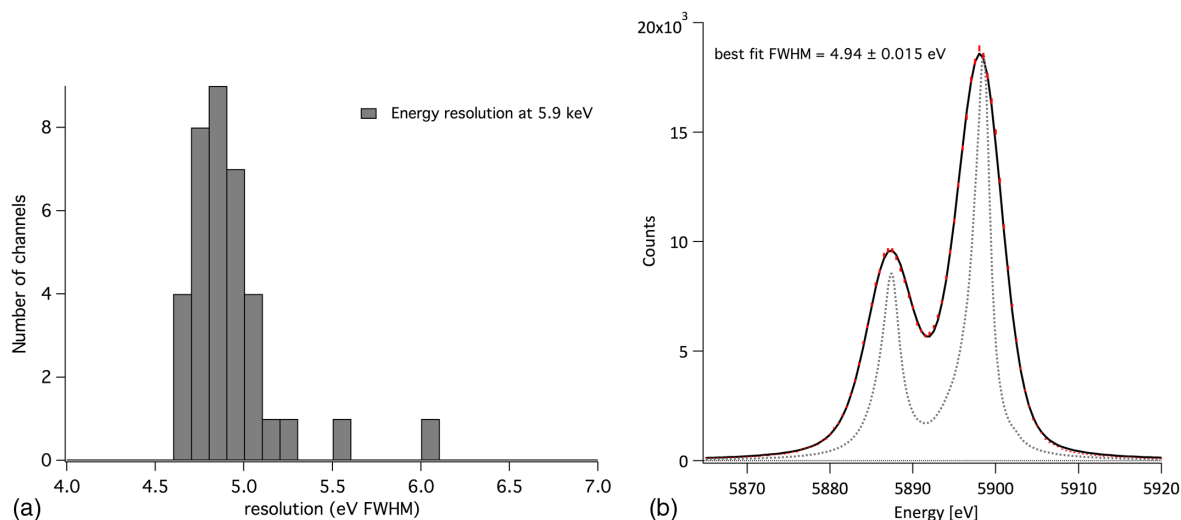 8
6
4
2
0
Number of channels
Energy resolution at 5.9 keV
4.0 4.5 5.0 5.5 6.0 6.5 7.0
resolution (eV FWHM)
(a)
20x10³
15
10
5
0
Counts
best fit FWHM = 4.94 ± 0.015 eV
5870 5880 5890 5900 5910 5920
Energy [eV]
(b)